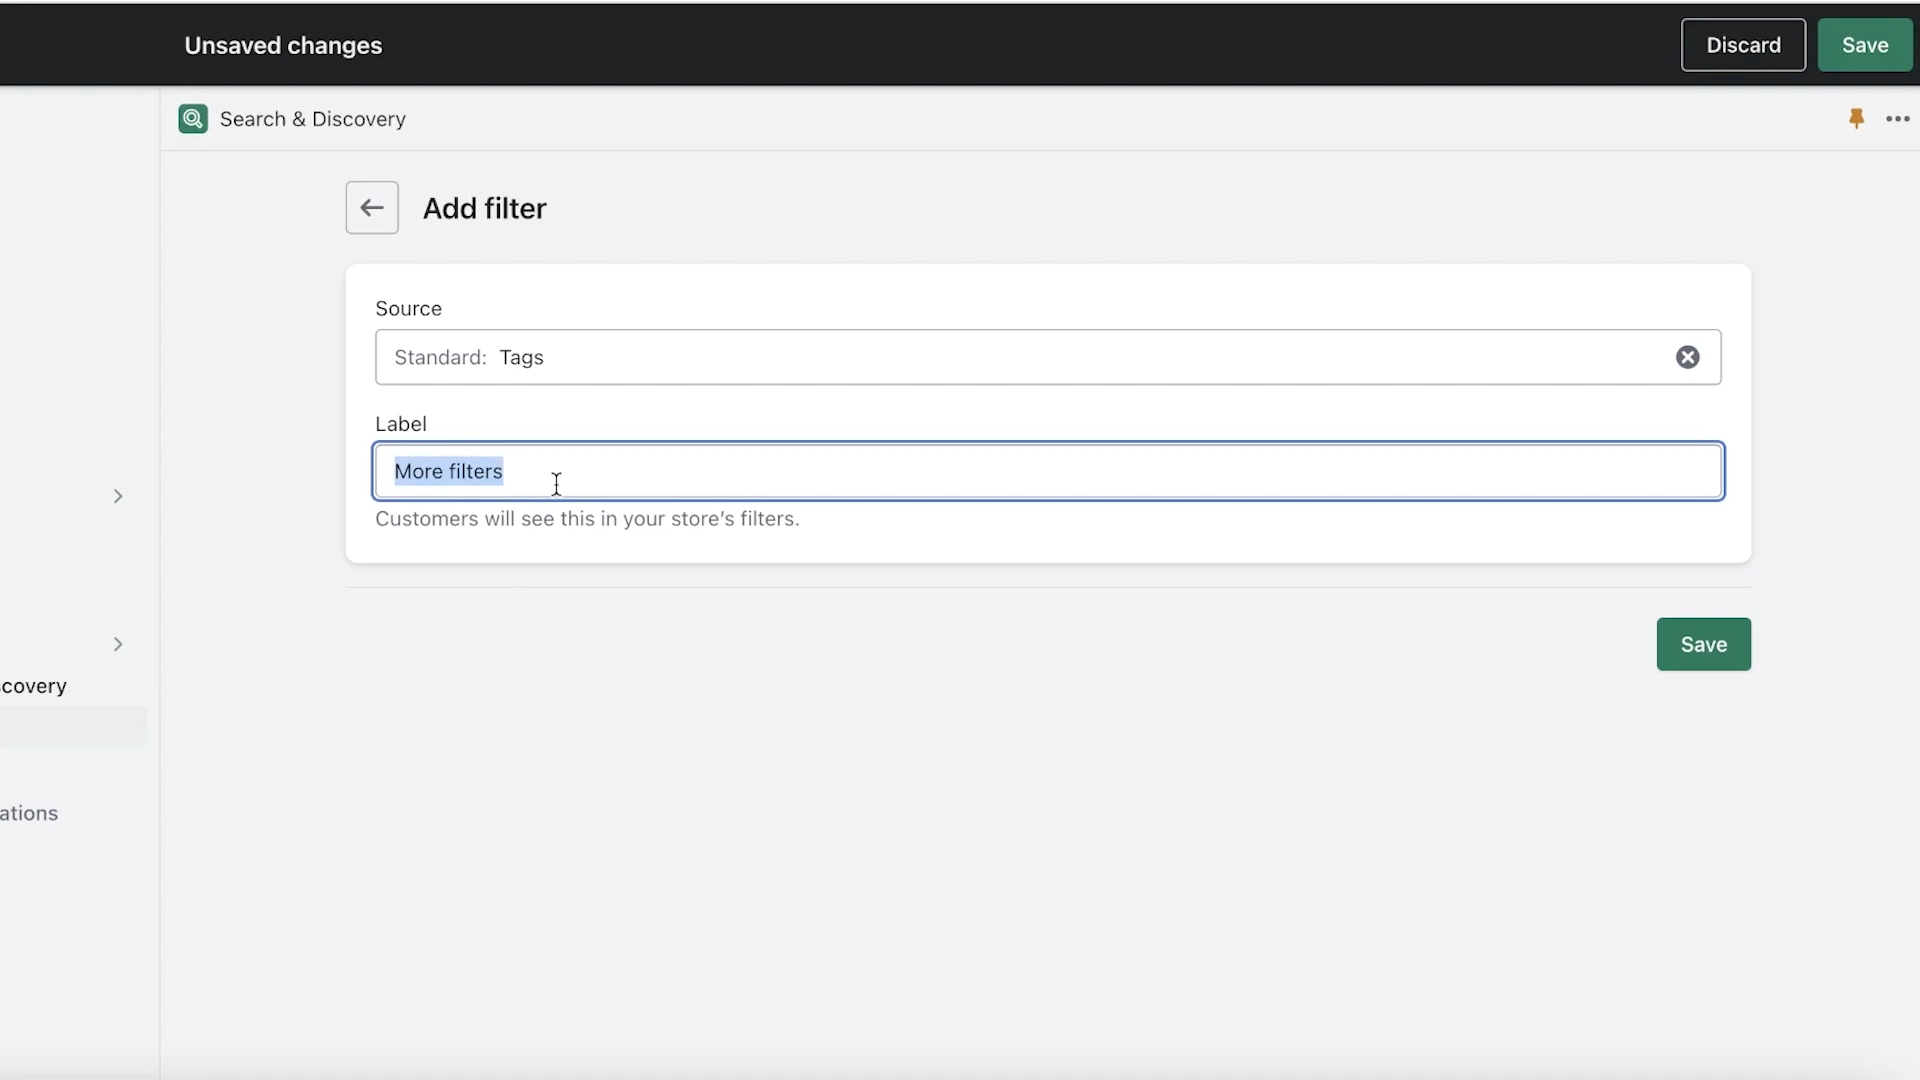 Unsaved changes
Discard
Save
Search & Discovery
Add filter
Source
Standard: Tags
Label
More filters
Customers will see this in your store's filters.
Save
covery
ations